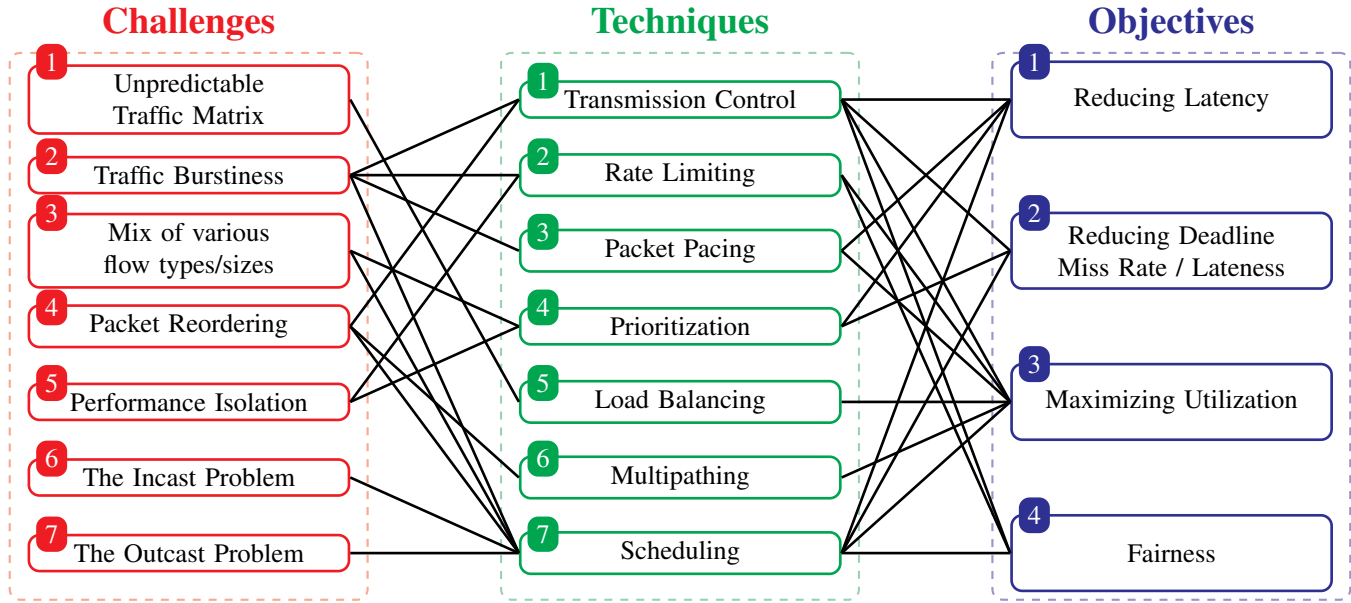 Challenges
1
Unpredictable
Traffic Matrix
2
Traffic Burstiness
3
Mix of various
flow types/sizes
4
Packet Reordering
5
Performance Isolation
6
The Incast Problem
7
The Outcast Problem
Techniques
1
Transmission Control
2
Rate Limiting
3
Packet Pacing
4
Prioritization
5
Load Balancing
6
Multipathing
7
Scheduling
Objectives
1
Reducing Latency
2
Reducing Deadline
Miss Rate / Lateness
3
Maximizing Utilization
4
Fairness